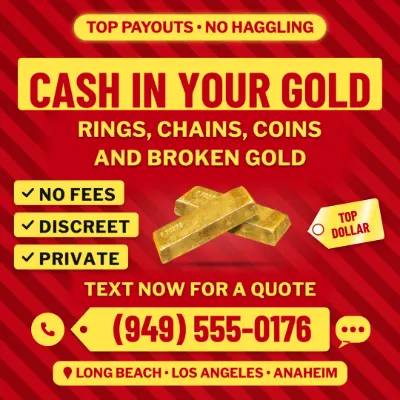 TOP PAYOUTS • NO HAGGLING
CASH IN YOUR GOLD
RINGS, CHAINS, COINS
AND BROKEN GOLD
NO FEES
DISCREET
PRIVATE
TOP
DOLLAR
TEXT NOW FOR A QUOTE
(949) 555-0176
LONG BEACH • LOS ANGELES • ANAHEIM